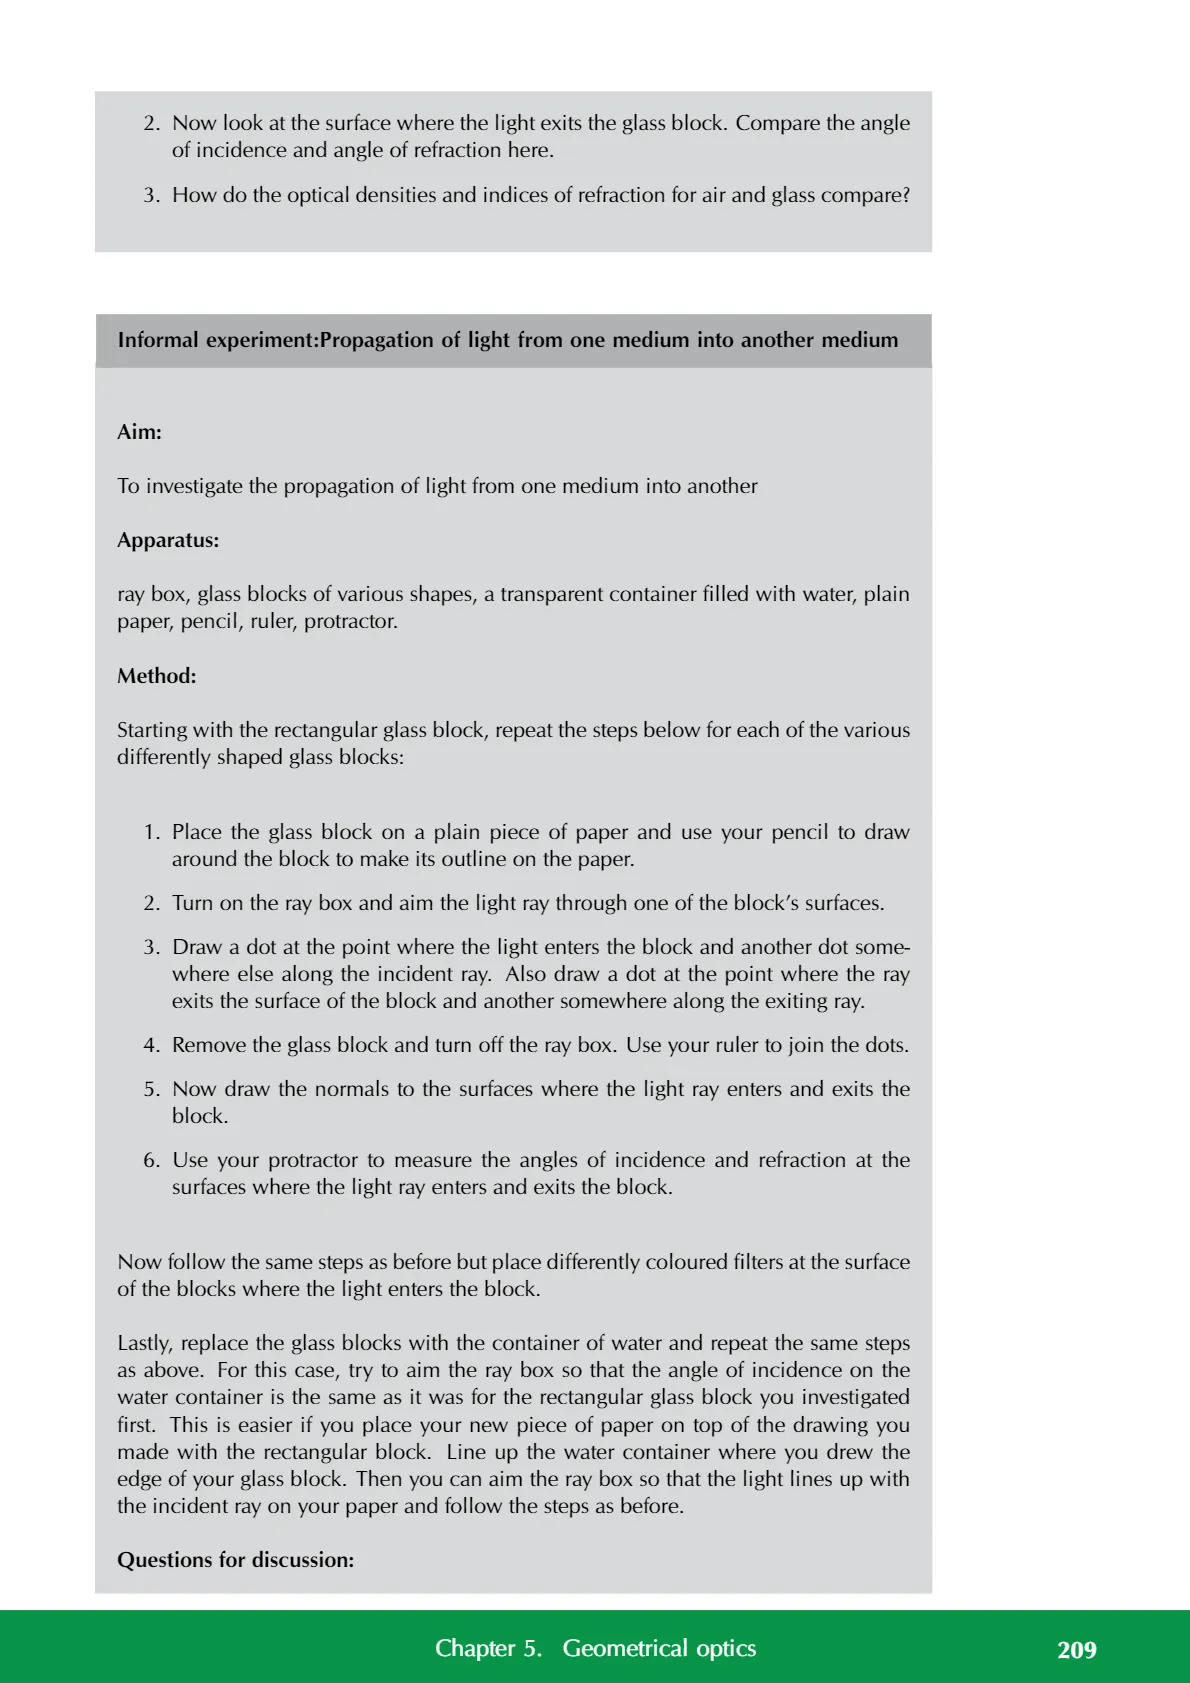 2. Now look at the surface where the light exits the glass block. Compare the angle
of incidence and angle of refraction here.
3. How do the optical densities and indices of refraction for air and glass compare?
Informal experiment:Propagation of light from one medium into another medium
Aim:
To investigate the propagation of light from one medium into another
Apparatus:
ray box, glass blocks of various shapes, a transparent container filled with water, plain
paper, pencil, ruler, protractor.
Method:
Starting with the rectangular glass block, repeat the steps below for each of the various
differently shaped glass blocks:
1. Place the glass block on a plain piece of paper and use your pencil to draw
around the block to make its outline on the paper.
2. Turn on the ray box and aim the light ray through one of the block’s surfaces.
3. Draw a dot at the point where the light enters the block and another dot some-
where else along the incident ray. Also draw a dot at the point where the ray
exits the surface of the block and another somewhere along the exiting ray.
4. Remove the glass block and turn off the ray box. Use your ruler to join the dots.
5. Now draw the normals to the surfaces where the light ray enters and exits the
block.
6. Use your protractor to measure the angles of incidence and refraction at the
surfaces where the light ray enters and exits the block.
Now follow the same steps as before but place differently coloured filters at the surface
of the blocks where the light enters the block.
Lastly, replace the glass blocks with the container of water and repeat the same steps
as above. For this case, try to aim the ray box so that the angle of incidence on the
water container is the same as it was for the rectangular glass block you investigated
first. This is easier if you place your new piece of paper on top of the drawing you
made with the rectangular block. Line up the water container where you drew the
edge of your glass block. Then you can aim the ray box so that the light lines up with
the incident ray on your paper and follow the steps as before.
Questions for discussion:
Chapter 5. Geometrical optics
209